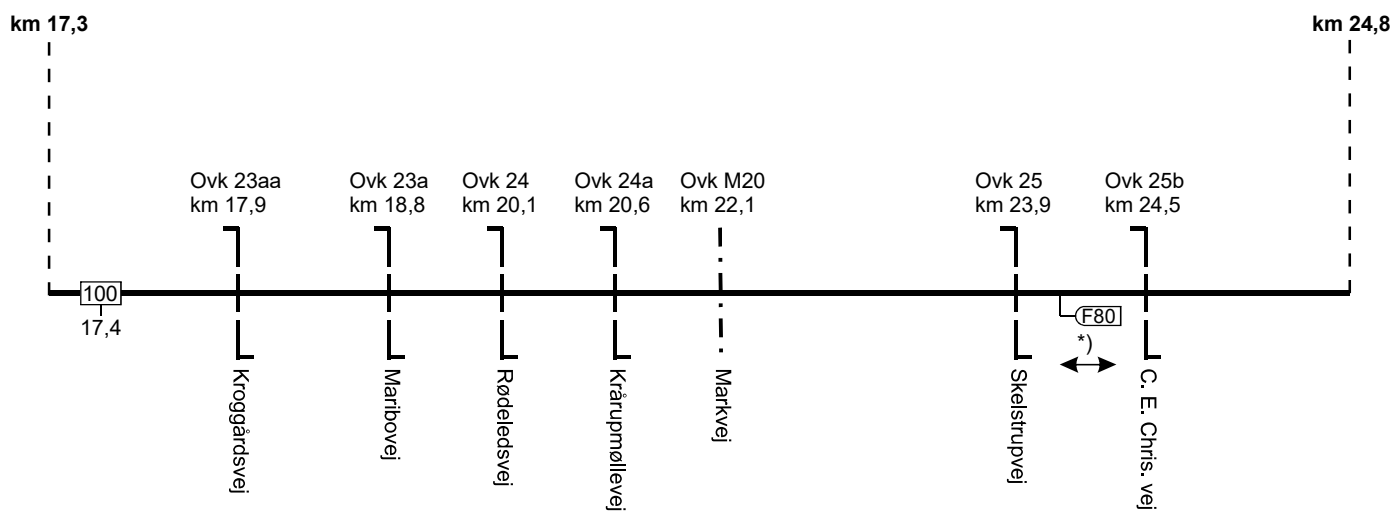 km 17,3
km 24,8
Ovk 23aa
km 17,9
Ovk 23a
km 18,8
Ovk 24
km 20,1
Ovk 24a
km 20,6
Ovk M20
km 22,1
Ovk 25
km 23,9
Ovk 25b
km 24,5
100
17,4
F80
*)
Kroggårdsvej
Maribovej
Rødeledsvej
Krårupmøllevej
Markvej
Skelstrupvej
C. E. Chris. vej